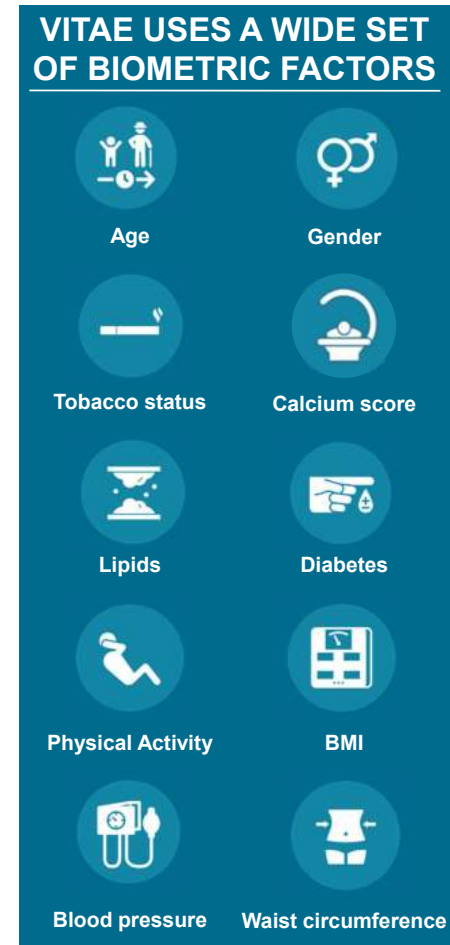 VITAE USES A WIDE SET
OF BIOMETRIC FACTORS
Age
Gender
Tobacco status
Calcium score
Lipids
Diabetes
Physical Activity
BMI
Blood pressure
Waist circumference